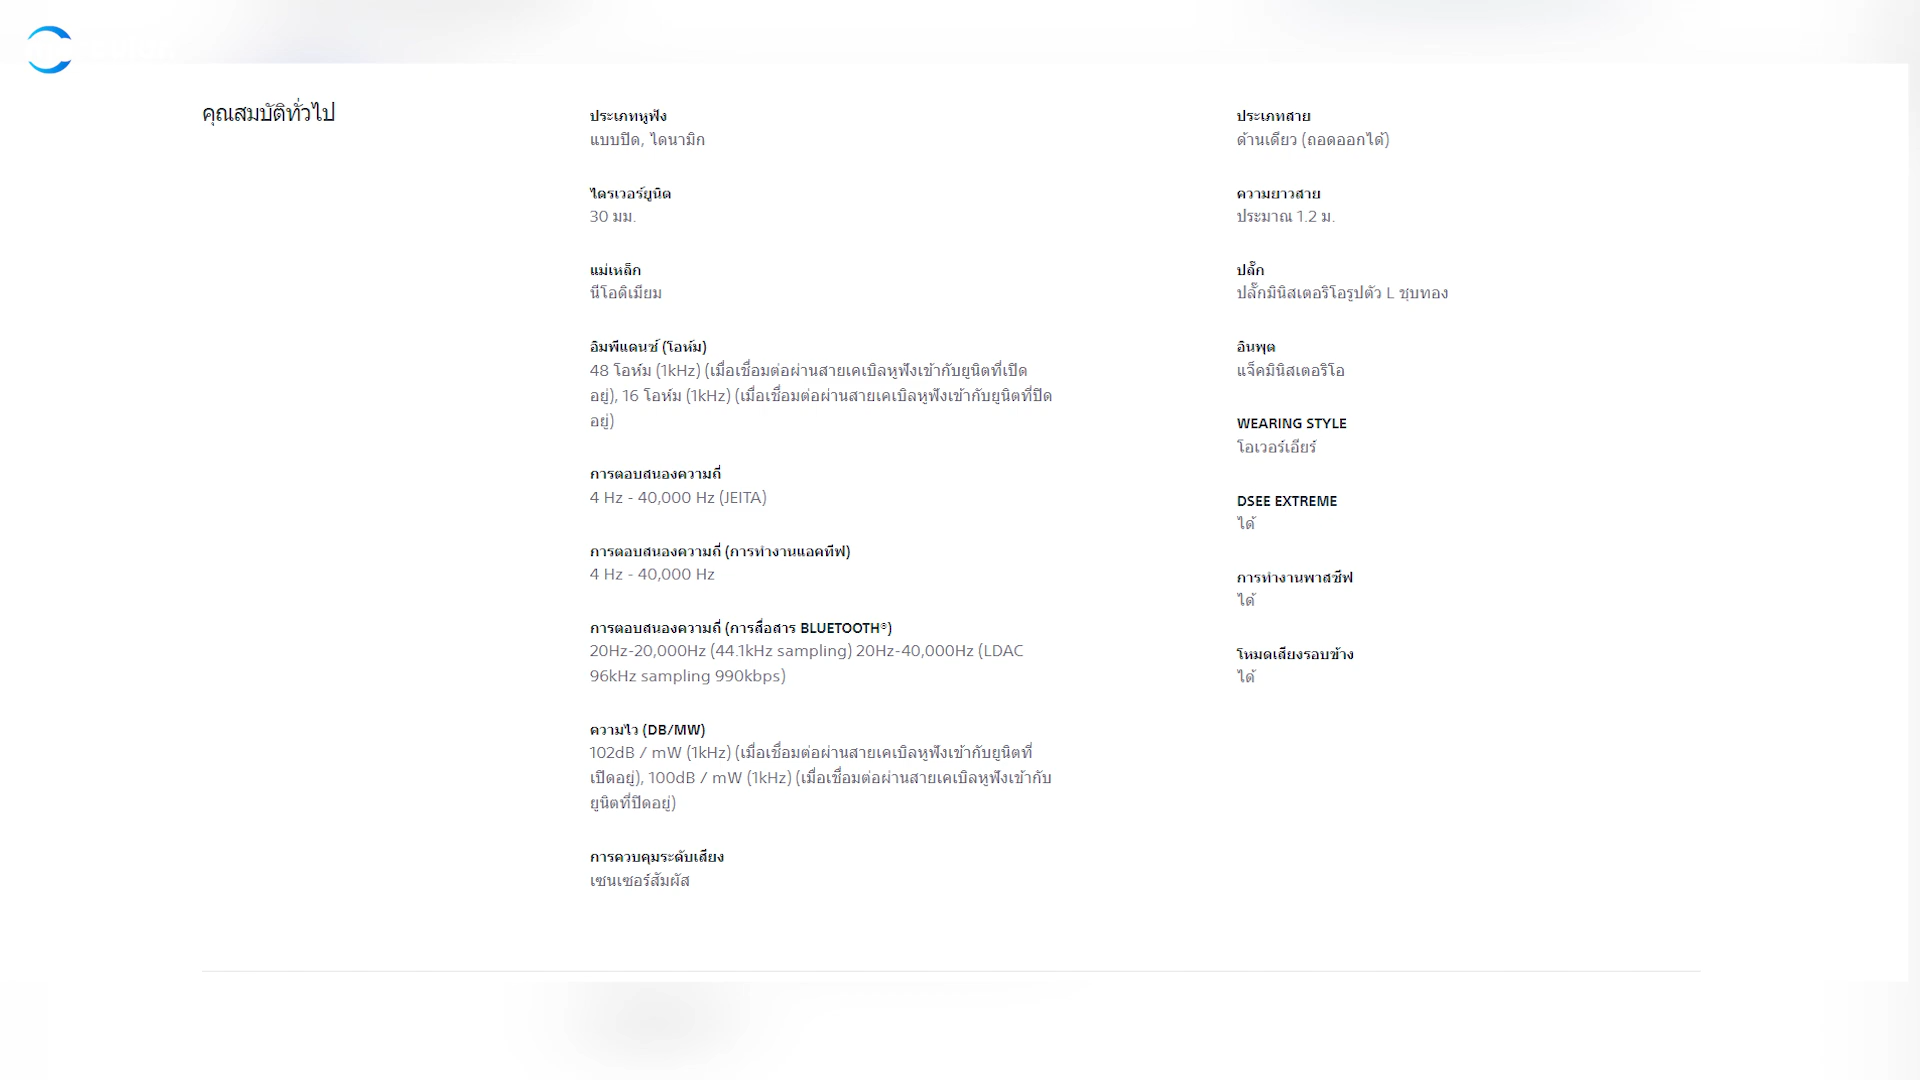 คุณสมบัติทั่วไป
ประเภทหูฟัง
แบบปิด, ไดนามิก
ไดรเวอร์ยูนิต
30 มม.
แม่เหล็ก
นีโอดิเมียม
อิมพีแดนซ์ (โอห์ม)
48 โอห์ม (1kHz) (เมื่อเชื่อมต่อผ่านสายเคเบิลหูฟังเข้ากับยูนิตที่เปิด
อยู่), 16 โอห์ม (1kHz) (เมื่อเชื่อมต่อผ่านสายเคเบิลหูฟังเข้ากับยูนิตที่ปิด
อยู่)
การตอบสนองความถี่
4 Hz - 40,000 Hz (JEITA)
การตอบสนองความถี่ (การทำงานแอคทีฟ)
4 Hz - 40,000 Hz
การตอบสนองความถี่ (การสื่อสาร BLUETOOTH®)
20Hz-20,000Hz (44.1kHz sampling) 20Hz-40,000Hz (LDAC
96kHz sampling 990kbps)
ความไว (DB/MW)
102dB / mW (1kHz) (เมื่อเชื่อมต่อผ่านสายเคเบิลหูฟังเข้ากับยูนิตที่
เปิดอยู่), 100dB / mW (1kHz) (เมื่อเชื่อมต่อผ่านสายเคเบิลหูฟังเข้ากับ
ยูนิตที่ปิดอยู่)
การควบคุมระดับเสียง
เซนเซอร์สัมผัส
ประเภทสาย
ด้านเดียว (ถอดออกได้)
ความยาวสาย
ประมาณ 1.2 ม.
ปลั๊ก
ปลั๊กมินิสเตอริโอรูปตัว L ชุบทอง
อินพุต
แจ็คมินิสเตอริโอ
WEARING STYLE
โอเวอร์เอียร์
DSEE EXTREME
ได้
การทำงานพาสซีฟ
ได้
โหมดเสียงรอบข้าง
ได้